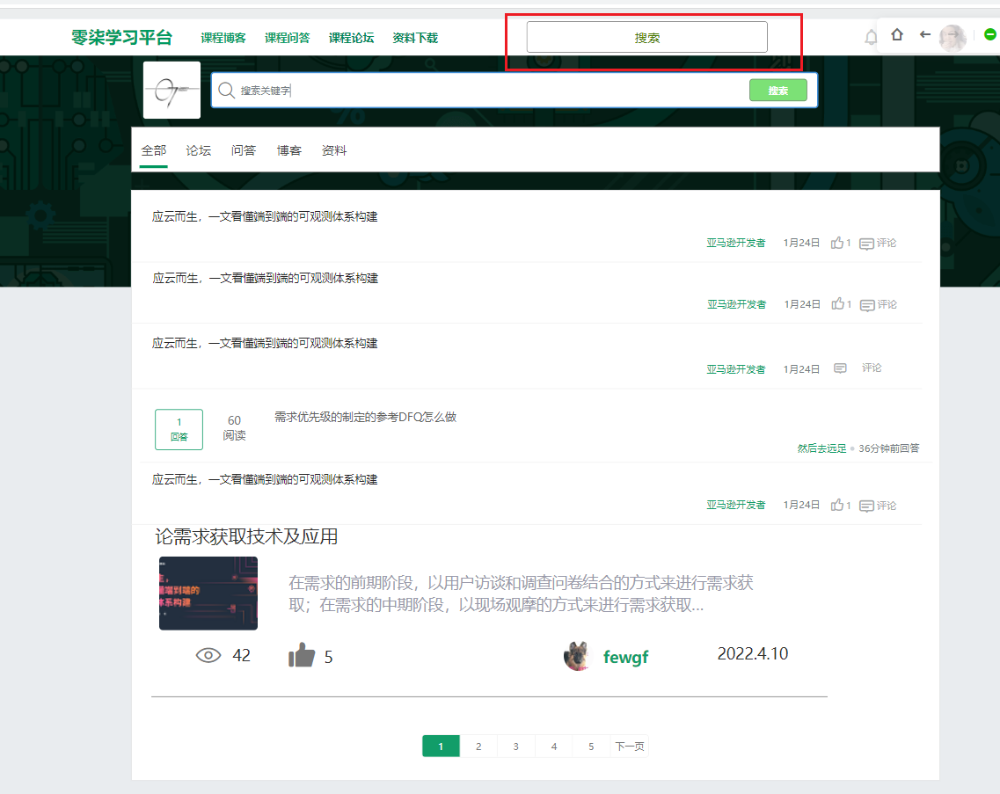 零柒学习平台 课程博客 课程问答 课程论坛 资料下载 搜索
07
搜索关键字 搜索
全部 论坛 问答 博客 资料
应云而生，一文看懂端到端的可观测体系构建
亚马逊开发者 1月24日 1 评论
应云而生，一文看懂端到端的可观测体系构建
亚马逊开发者 1月24日 1 评论
应云而生，一文看懂端到端的可观测体系构建
亚马逊开发者 1月24日 评论
1 60 需求优先级的制定的参考DFQ怎么做
回答 阅读
然后去远足 36分钟前回答
应云而生，一文看懂端到端的可观测体系构建
亚马逊开发者 1月24日 1 评论
论需求获取技术及应用
端到端的
体系构建
在需求的前期阶段，以用户访谈和调查问卷结合的方式来进行需求获
取；在需求的中期阶段，以现场观摩的方式来进行需求获取...
42 5 fewgf 2022.4.10
1 2 3 4 5 下一页